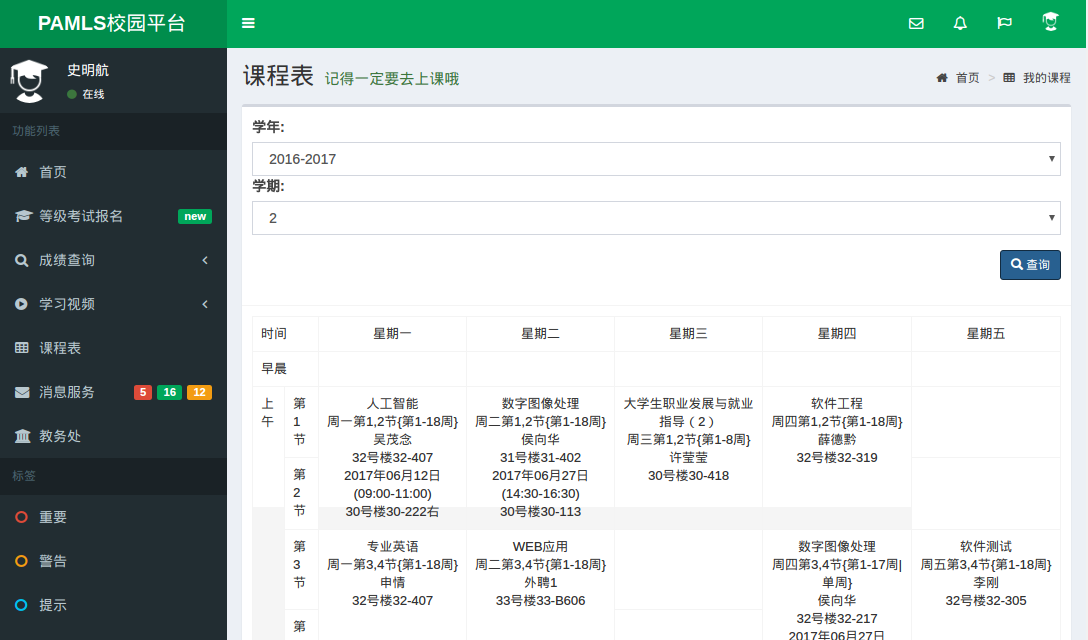 PAMLS校园平台
史明航
在线
功能列表
首页
等级考试报名 new
成绩查询
学习视频
课程表
消息服务 5 16 12
教务处
标签
重要
警告
提示
课程表 记得一定要去上课哦
首页 > 我的课程
学年:
2016-2017
学期:
2
查询
时间 星期一 星期二 星期三 星期四 星期五
早晨
上午
第1节
人工智能
周一第1,2节{第1-18周}
吴茂念
32号楼32-407
2017年06月12日
(09:00-11:00)
30号楼30-222右
数字图像处理
周二第1,2节{第1-18周}
侯向华
31号楼31-402
2017年06月27日
(14:30-16:30)
30号楼30-113
大学生职业发展与就业
指导（2）
周三第1,2节{第1-8周}
许莹莹
30号楼30-418
软件工程
周四第1,2节{第1-18周}
薛德黔
32号楼32-319
第2节
第3节
专业英语
周一第3,4节{第1-18周}
申情
32号楼32-407
WEB应用
周二第3,4节{第1-18周}
外聘1
33号楼33-B606
数字图像处理
周四第3,4节{第1-17周|
单周}
侯向华
32号楼32-217
2017年06月27日
软件测试
周五第3,4节{第1-18周}
李刚
32号楼32-305
第